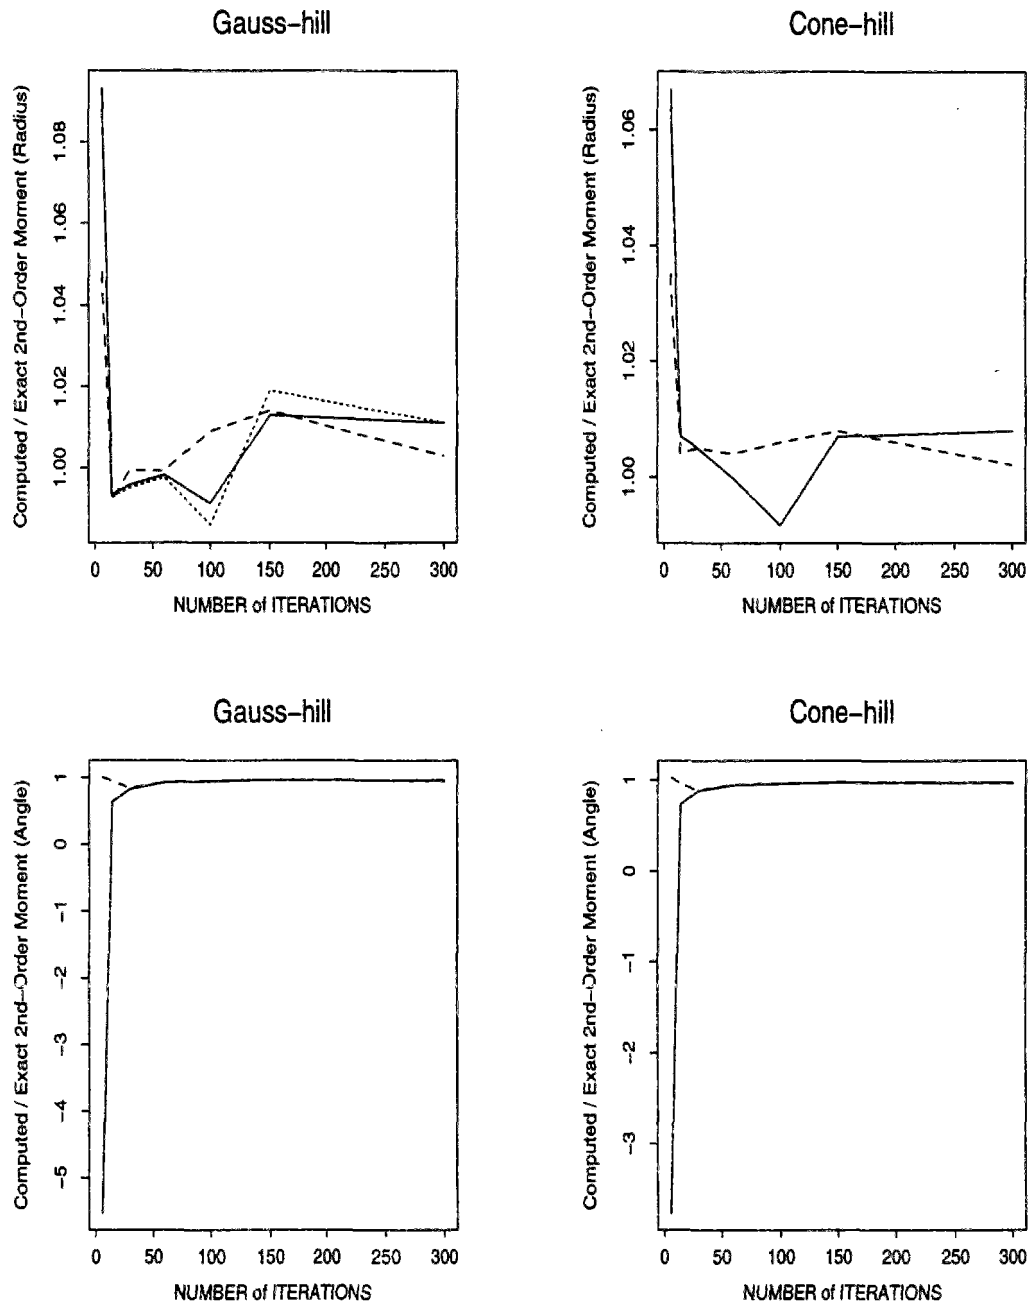 Gauss-hill
Cone-hill
Computed / Exact 2nd-Order Moment (Radius)
1.08
1.06
1.04
1.02
1.00
0 50 100 150 200 250 300
NUMBER of ITERATIONS
Computed / Exact 2nd-Order Moment (Radius)
1.06
1.04
1.02
1.00
0 50 100 150 200 250 300
NUMBER of ITERATIONS
Gauss-hill
Cone-hill
Computed / Exact 2nd-Order Moment (Angle)
1
0
-1
-2
-3
-4
-5
0 50 100 150 200 250 300
NUMBER of ITERATIONS
Computed / Exact 2nd-Order Moment (Angle)
1
0
-1
-2
-3
0 50 100 150 200 250 300
NUMBER of ITERATIONS